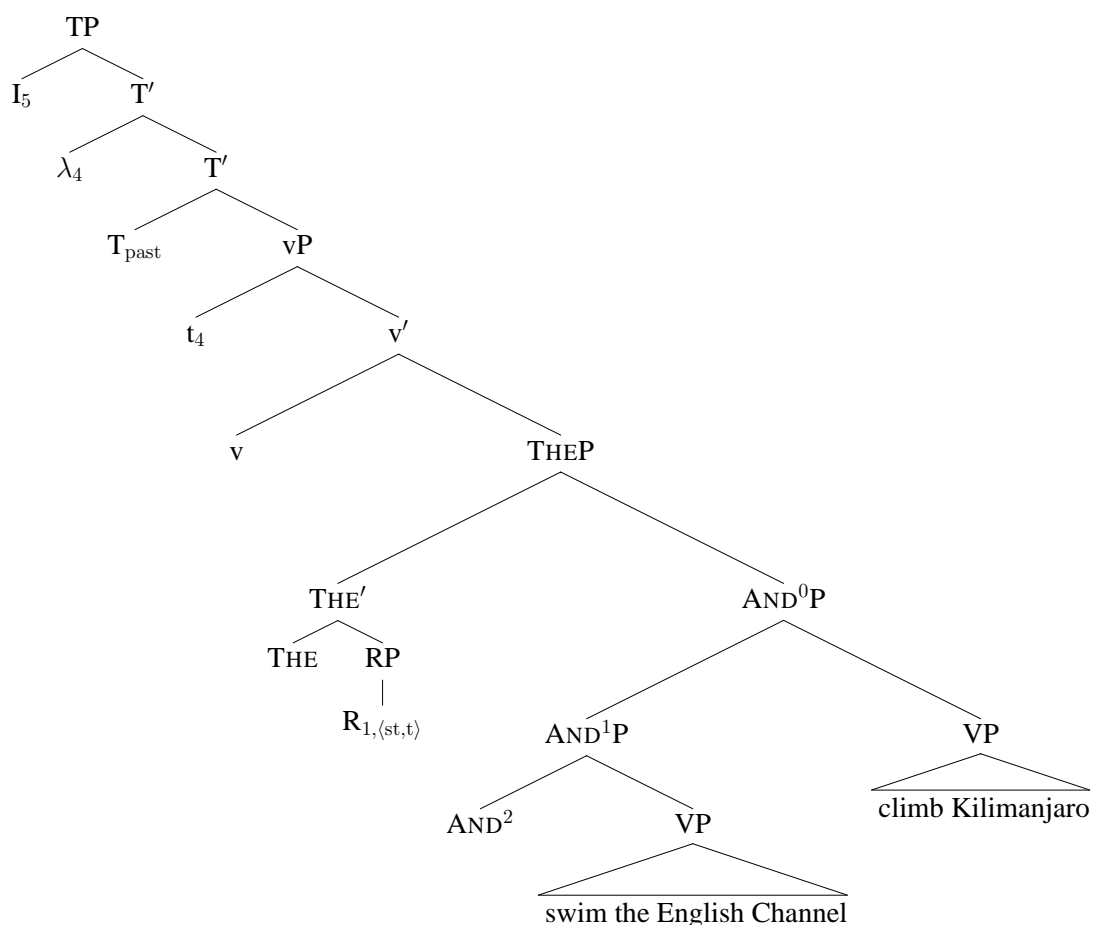 TP
I₅ T′
λ₄ T′
T_past vP
t₄ v′
v THEP
THE′ AND⁰P
THE RP
R₁,⟨st,t⟩ AND¹P VP
climb Kilimanjaro
AND² VP
swim the English Channel